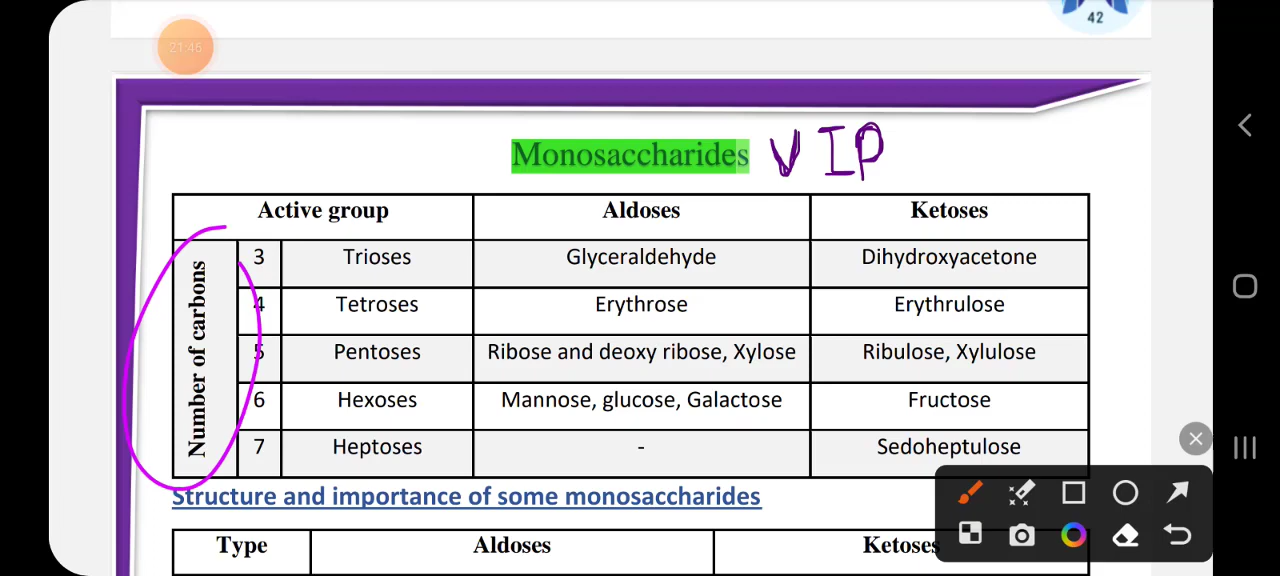 42
21:46
Monosaccharides VIP
Active group Aldoses Ketoses
Number of carbons
3 Trioses Glyceraldehyde Dihydroxyacetone
4 Tetroses Erythrose Erythrulose
5 Pentoses Ribose and deoxy ribose, Xylose Ribulose, Xylulose
6 Hexoses Mannose, glucose, Galactose Fructose
7 Heptoses - Sedoheptulose
Structure and importance of some monosaccharides
Type Aldoses Ketoses